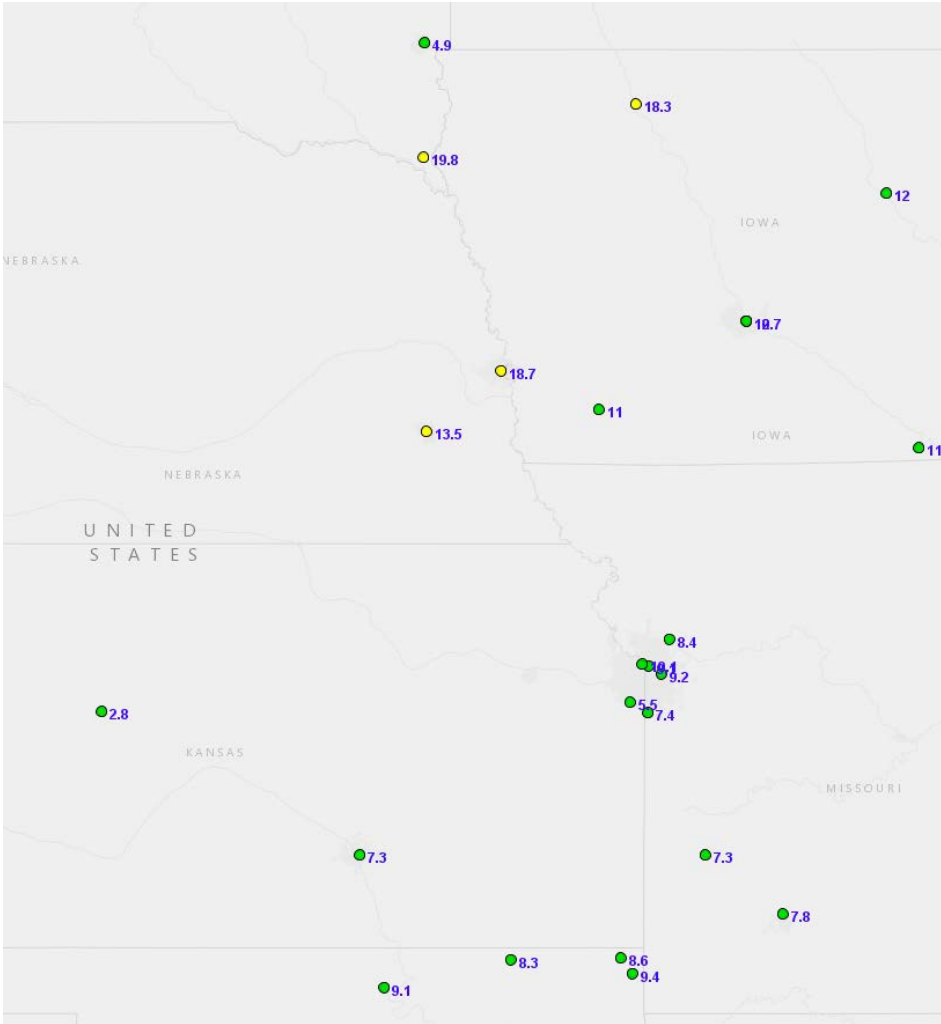 4.9
18.3
19.8
12
IOWA
NEBRASKA
18.7
11
13.5
IOWA
11
NEBRASKA
UNITED
STATES
8.4
9.2
5.5
7.4
2.8
KANSAS
MISSOURI
7.3
7.3
7.8
8.3
8.6
9.4
9.1